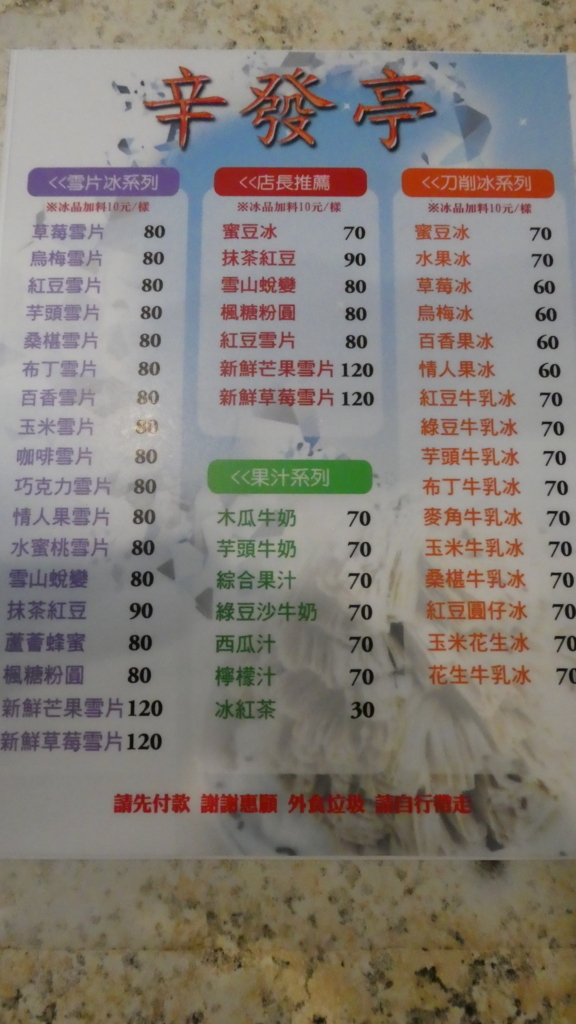 辛發亭
<<雪片冰系列
※冰品加料10元/樣
草莓雪片 80
烏梅雪片 80
紅豆雪片 80
芋頭雪片 80
桑椹雪片 80
布丁雪片 80
百香雪片 80
玉米雪片 80
咖啡雪片 80
巧克力雪片 80
情人果雪片 80
水蜜桃雪片 80
雪山蛻變 80
抹茶紅豆 90
蘆薈蜂蜜 80
楓糖粉圓 80
新鮮芒果雪片 120
新鮮草莓雪片 120
<<店長推薦
※冰品加料10元/樣
蜜豆冰 70
抹茶紅豆 90
雪山蛻變 80
楓糖粉圓 80
紅豆雪片 80
新鮮芒果雪片 120
新鮮草莓雪片 120
<<果汁系列
木瓜牛奶 70
芋頭牛奶 70
綜合果汁 70
綠豆沙牛奶 70
西瓜汁 70
檸檬汁 70
冰紅茶 30
<<刀削冰系列
※冰品加料10元/樣
蜜豆冰 70
水果冰 70
草莓冰 60
烏梅冰 60
百香果冰 60
情人果冰 60
紅豆牛乳冰 70
綠豆牛乳冰 70
芋頭牛乳冰 70
布丁牛乳冰 70
麥角牛乳冰 70
玉米牛乳冰 70
桑椹牛乳冰 70
紅豆圓仔冰 70
玉米花生冰 70
花生牛乳冰 70
請先付款 謝謝惠顧 外食垃圾 請自行帶走